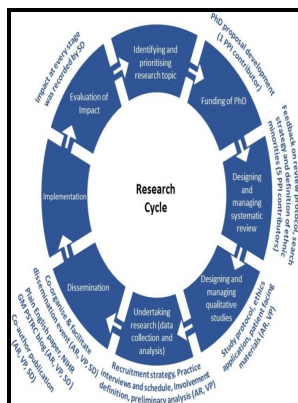 Identifying and
prioritising
research topic
Funding of PhD
Designing
and
managing
systematic
review
Designing and
managing
qualitative
studies
Undertaking
research (data
collection and
analysis)
Dissemination
Implementation
Evaluation of
Impact
Research
Cycle
PhD proposal development
(1 PPI contributor)
Feedback on review protocol, search
strategy and definition of ethnic
minorities (5 PPI contributors)
Study protocol, ethics
application, patient facing
materials (AR, VP)
Recruitment strategy, Practice
interviews and schedule, Involvement
definition, preliminary analysis (AR, VP)
Co-organise & facilitate
dissemination event (AR, VP, SD)
Plain English paper, NIHR
GM PSTRC blog (AR, VP, SD)
Co-author publication
(AR, VP, SD)
Impact at every stage
was recorded by SD